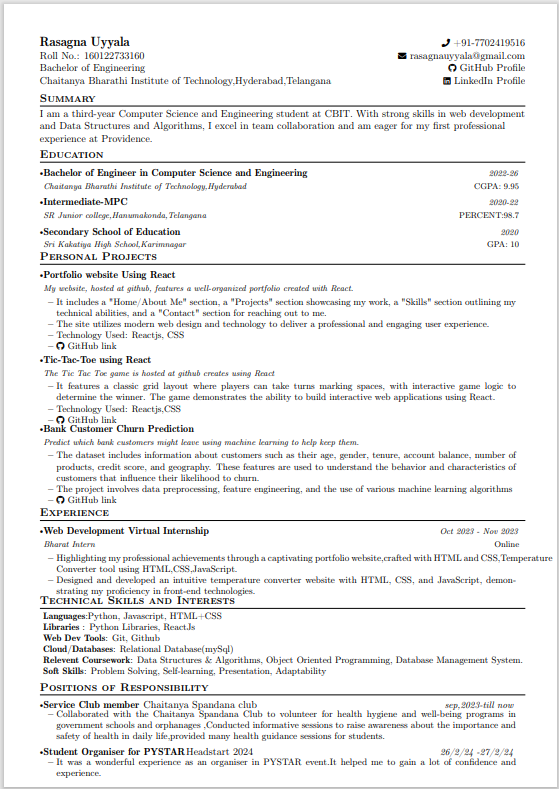 Rasagna Uyyala
+91-7702419516
Roll No.: 160122733160
rasagnauyyala@gmail.com
Bachelor of Engineering
GitHub Profile
Chaitanya Bharathi Institute of Technology,Hyderabad,Telangana
LinkedIn Profile
Summary
I am a third-year Computer Science and Engineering student at CBIT. With strong skills in web development
and Data Structures and Algorithms, I excel in team collaboration and am eager for my first professional
experience at Providence.
Education
•Bachelor of Engineer in Computer Science and Engineering 2022-26
Chaitanya Bharathi Institute of Technology,Hyderabad CGPA: 9.95
•Intermediate-MPC 2020-22
SR Junior college,Hanumakonda,Telangana PERCENT:98.7
•Secondary School of Education 2020
Sri Kakatiya High School,Karimnagar GPA: 10
Personal Projects
•Portfolio website Using React
My website, hosted at github, features a well-organized portfolio created with React.
– It includes a "Home/About Me" section, a "Projects" section showcasing my work, a "Skills" section outlining my
technical abilities, and a "Contact" section for reaching out to me.
– The site utilizes modern web design and technology to deliver a professional and engaging user experience.
– Technology Used: Reactjs, CSS
– GitHub link
•Tic-Tac-Toe using React
The Tic Tac Toe game is hosted at github creates using React
– It features a classic grid layout where players can take turns marking spaces, with interactive game logic to
determine the winner. The game demonstrates the ability to build interactive web applications using React.
– Technology Used: Reactjs,CSS
– GitHub link
•Bank Customer Churn Prediction
Predict which bank customers might leave using machine learning to help keep them.
– The dataset includes information about customers such as their age, gender, tenure, account balance, number of
products, credit score, and geography. These features are used to understand the behavior and characteristics of
customers that influence their likelihood to churn.
– The project involves data preprocessing, feature engineering, and the use of various machine learning algorithms
– GitHub link
Experience
•Web Development Virtual Internship Oct 2023 - Nov 2023
Bharat Intern Online
– Highlighting my professional achievements through a captivating portfolio website,crafted with HTML and CSS,Temperature
Converter tool using HTML,CSS,JavaScript.
– Designed and developed an intuitive temperature converter website with HTML, CSS, and JavaScript, demon-
strating my proficiency in front-end technologies.
Technical Skills and Interests
Languages:Python, Javascript, HTML+CSS
Libraries : Python Libraries, ReactJs
Web Dev Tools: Git, Github
Cloud/Databases: Relational Database(mySql)
Relevent Coursework: Data Structures & Algorithms, Object Oriented Programming, Database Management System.
Soft Skills: Problem Solving, Self-learning, Presentation, Adaptability
Positions of Responsibility
•Service Club member Chaitanya Spandana club sep,2023-till now
– Collaborated with the Chaitanya Spandana Club to volunteer for health hygiene and well-being programs in
government schools and orphanages ,Conducted informative sessions to raise awareness about the importance and
safety of health in daily life,provided many health guidance sessions for students.
•Student Organiser for PYSTAR Headstart 2024 26/2/24 -27/2/24
– It was a wonderful experience as an organiser in PYSTAR event.It helped me to gain a lot of confidence and
experience.